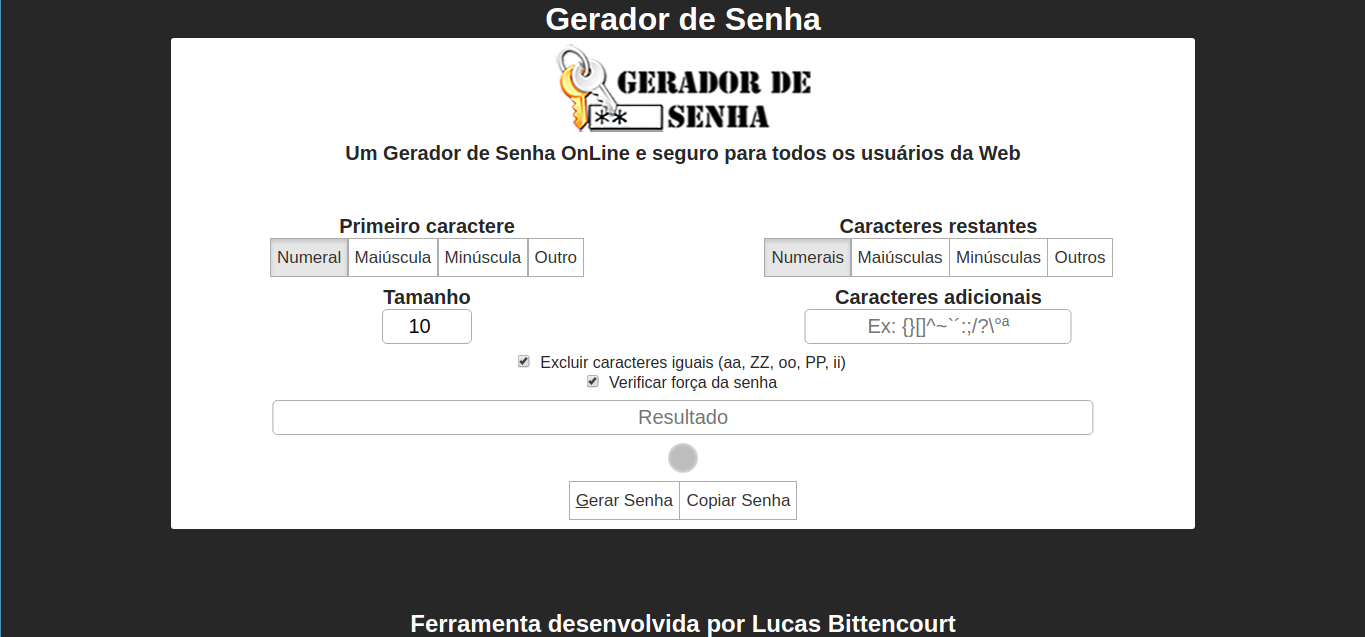 Gerador de Senha
GERADOR DE
** SENHA
Um Gerador de Senha OnLine e seguro para todos os usuários da Web
Primeiro caractere
Numeral Maiúscula Minúscula Outro
Caracteres restantes
Numerais Maiúsculas Minúsculas Outros
Tamanho
10
Caracteres adicionais
Ex: {}[]^~`´:;/?\°ª
Excluir caracteres iguais (aa, ZZ, oo, PP, ii)
Verificar força da senha
Resultado
Gerar Senha Copiar Senha
Ferramenta desenvolvida por Lucas Bittencourt